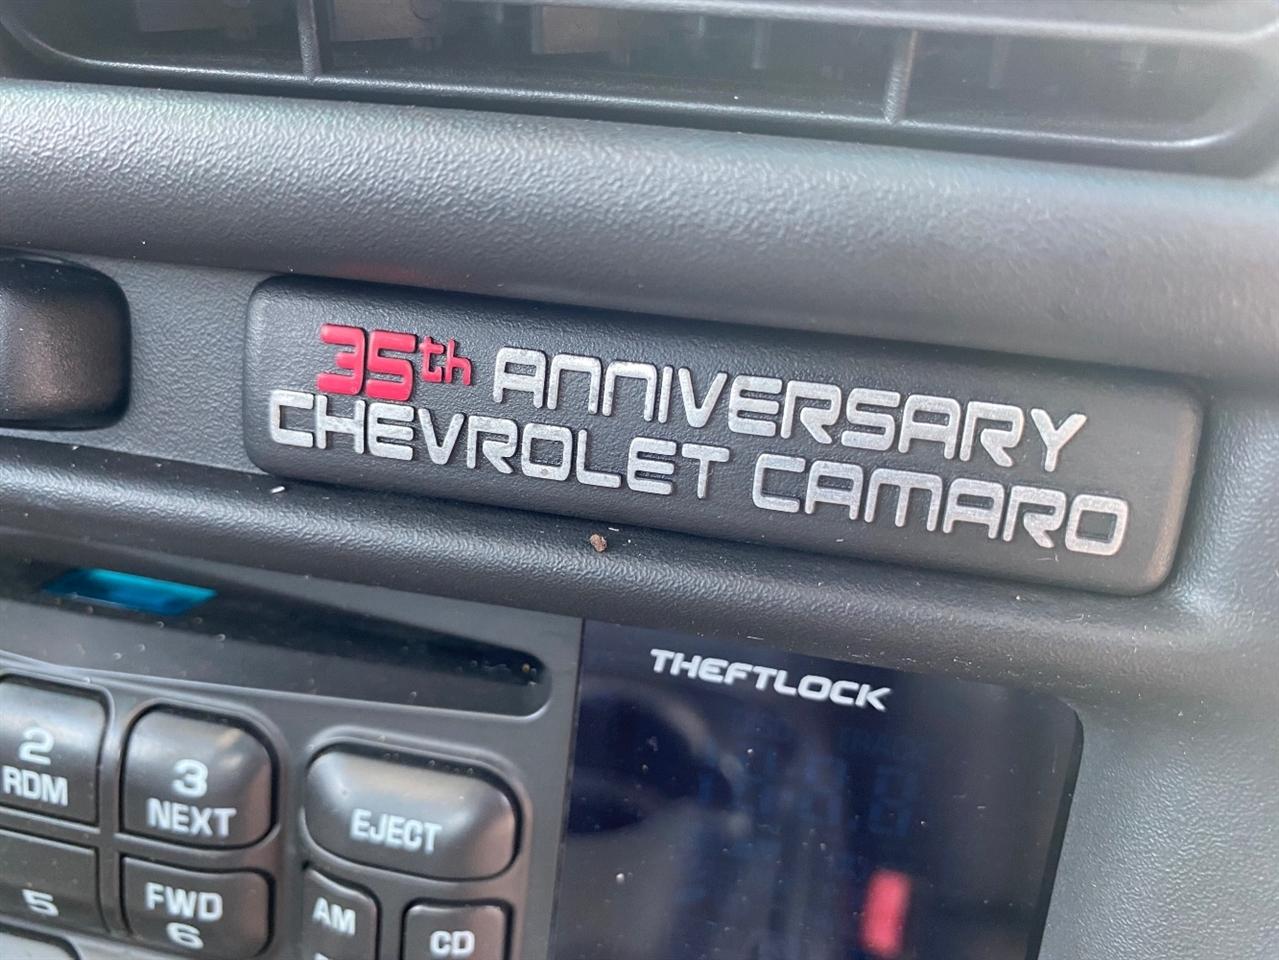 35th ANNIVERSARY
CHEVROLET CAMARO
THEFTLOCK
2
RDM
3
NEXT
EJECT
5
FWD
6
AM
CD